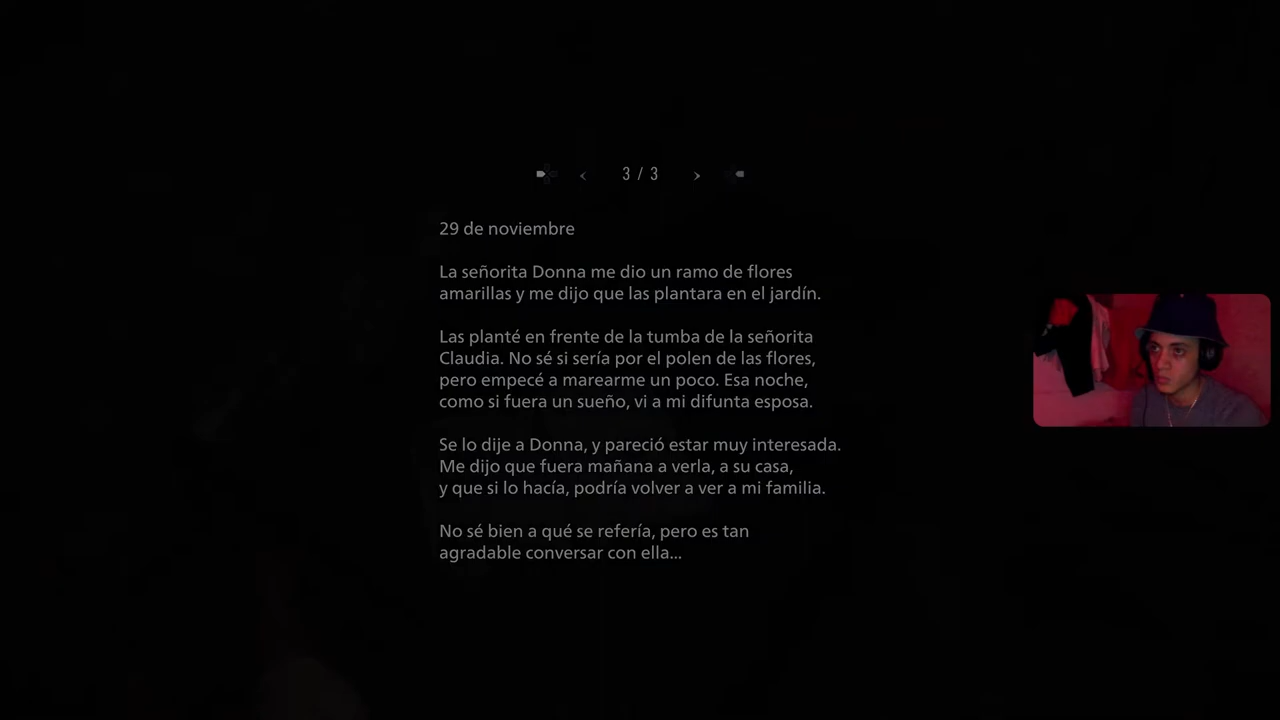 3 / 3
29 de noviembre
La señorita Donna me dio un ramo de flores
amarillas y me dijo que las plantara en el jardín.
Las planté en frente de la tumba de la señorita
Claudia. No sé si sería por el polen de las flores,
pero empecé a marearme un poco. Esa noche,
como si fuera un sueño, vi a mi difunta esposa.
Se lo dije a Donna, y pareció estar muy interesada.
Me dijo que fuera mañana a verla, a su casa,
y que si lo hacía, podría volver a ver a mi familia.
No sé bien a qué se refería, pero es tan
agradable conversar con ella...